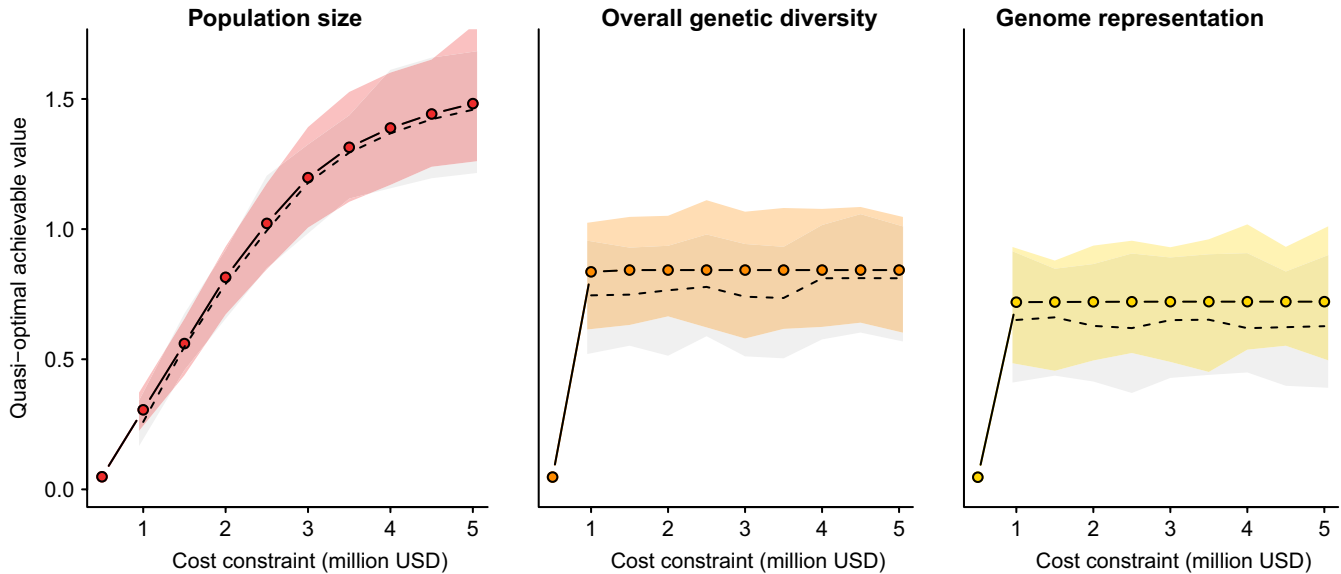 Population size
Overall genetic diversity
Genome representation
Quasi−optimal achievable value
1.5
1.0
0.5
0.0
1 2 3 4 5
1 2 3 4 5
1 2 3 4 5
Cost constraint (million USD)
Cost constraint (million USD)
Cost constraint (million USD)